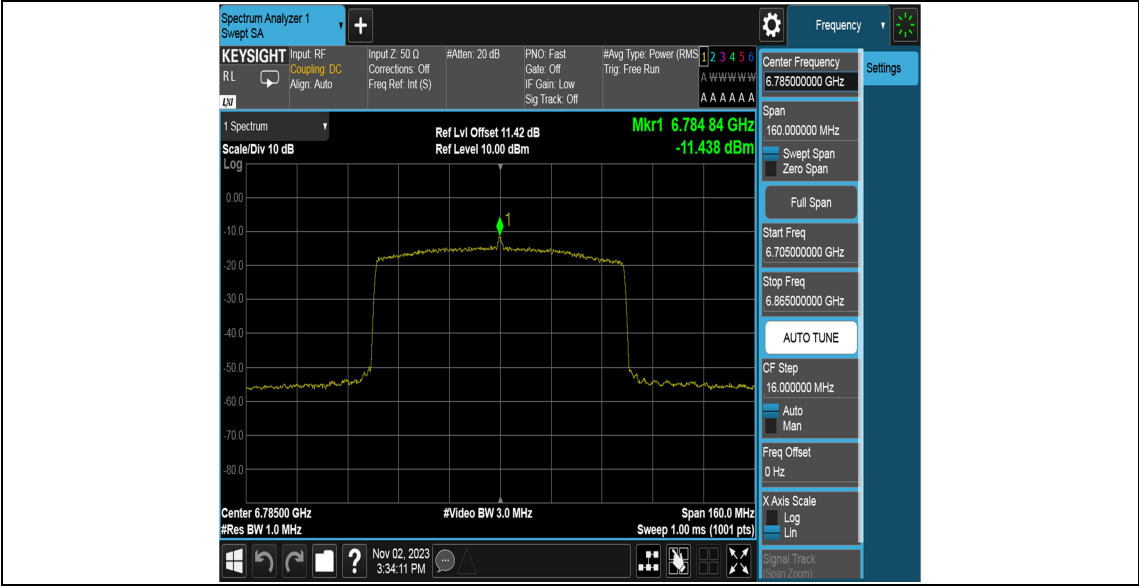 Spectrum Analyzer 1
Swept SA
+
Frequency
KEYSIGHT
RL
LXI
Input: RF
Coupling: DC
Align: Auto
Input Z: 50 Ω
Corrections: Off
Freq Ref: Int (S)
#Atten: 20 dB
PNO: Fast
Gate: Off
IF Gain: Low
Sig Track: Off
#Avg Type: Power (RMS
Trig: Free Run
1 2 3 4 5 6
A W W W W W
A A A A A A
1 Spectrum
Scale/Div 10 dB
Log
Ref Lvl Offset 11.42 dB
Ref Level 10.00 dBm
Mkr1 6.784 84 GHz
-11.438 dBm
1
0.00
-10.0
-20.0
-30.0
-40.0
-50.0
-60.0
-70.0
-80.0
Center 6.78500 GHz
#Res BW 1.0 MHz
#Video BW 3.0 MHz
Span 160.0 MHz
Sweep 1.00 ms (1001 pts)
Nov 02, 2023
3:34:11 PM
Center Frequency
6.785000000 GHz
Settings
Span
160.000000 MHz
Swept Span
Zero Span
Full Span
Start Freq
6.705000000 GHz
Stop Freq
6.865000000 GHz
AUTO TUNE
CF Step
16.000000 MHz
Auto
Man
Freq Offset
0 Hz
X Axis Scale
Log
Lin
Signal Track
(Span Zoom)